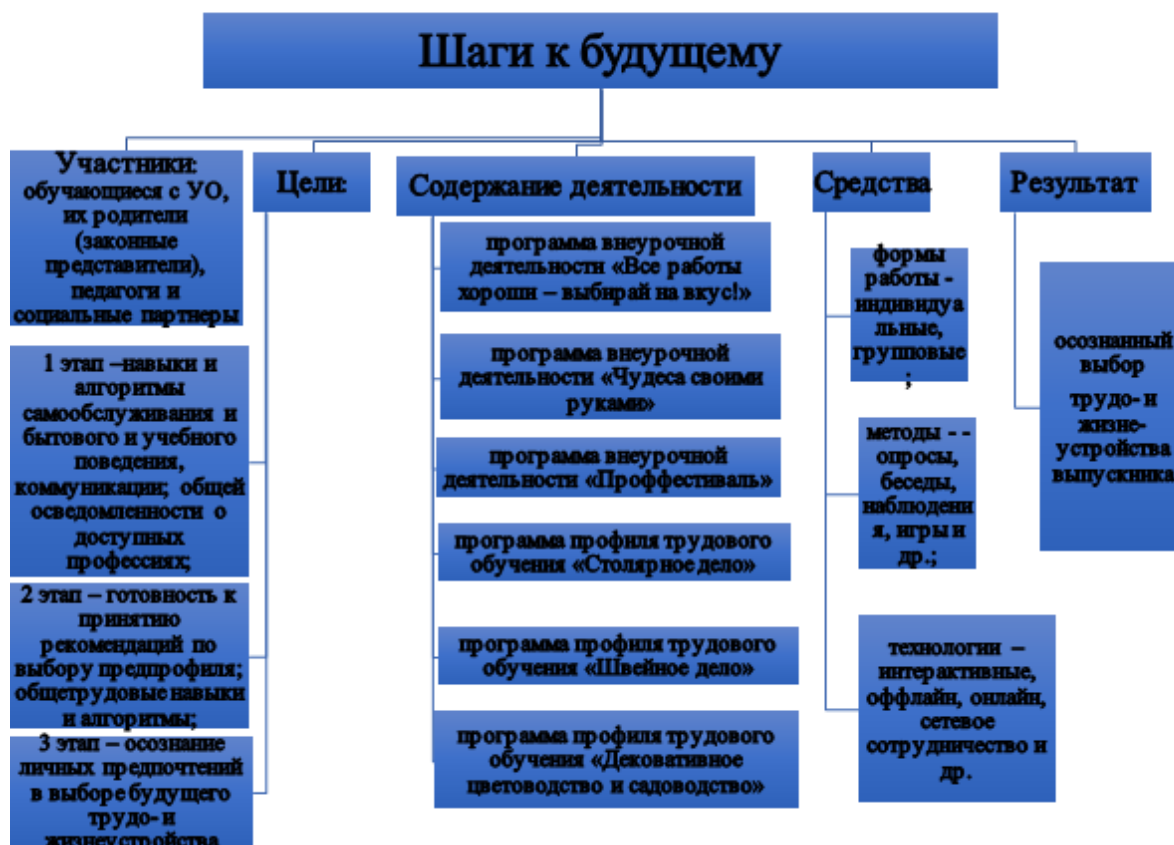 Шаги к будущему
Участники:
обучающиеся с УО,
их родители
(законные
представители),
педагоги и
социальные партнеры
Цели:
1 этап –навыки и
алгоритмы
самообслуживания и
бытового и учебного
поведения,
коммуникации; общей
осведомленности о
доступных
профессиях;
2 этап – готовность к
принятию
рекомендаций по
выбору предпрофиля;
общетрудовые навыки
и алгоритмы;
3 этап – осознание
личных предпочтений
в выборе будущего
трудо- и
жизнеустройства
Содержание деятельности
программа внеурочной
деятельности «Все работы
хороши – выбирай на вкус!»
программа внеурочной
деятельности «Чудеса своими
руками»
программа внеурочной
деятельности «Проффестиваль»
программа профиля трудового
обучения «Столярное дело»
программа профиля трудового
обучения «Швейное дело»
программа профиля трудового
обучения «Дековативное
цветоводство и садоводство»
Средства
формы
работы -
индивидуа
льные,
групповые
;
методы - -
опросы,
беседы,
наблюдени
я, игры и
др.;
технологии –
интерактивные,
оффлайн, онлайн,
сетевое
сотрудничество и
др.
Результат
осознанный
выбор
трудо- и
жизне-
устройства
выпускника